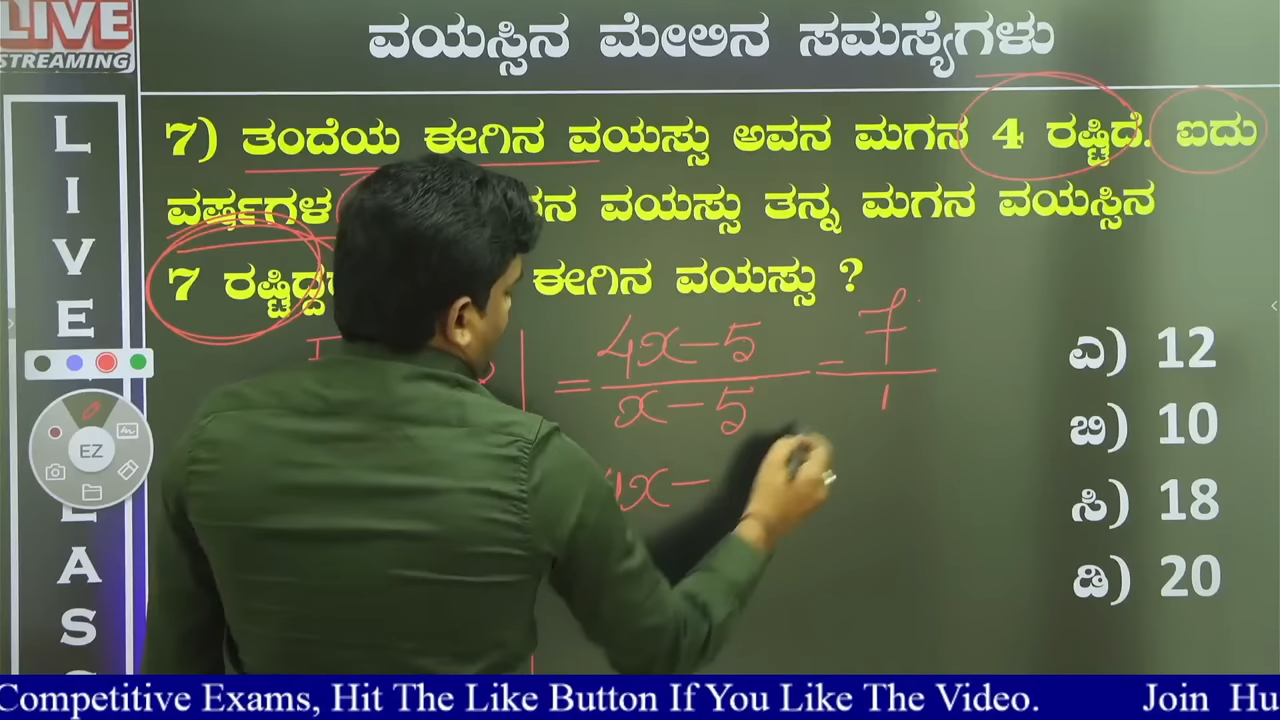 LIVE
STREAMING
ವಯಸ್ಸಿನ ಮೇಲಿನ ಸಮಸ್ಯೆಗಳು
L
I
V
E
L
A
S
7) ತಂದೆಯ ಈಗಿನ ವಯಸ್ಸು ಅವನ ಮಗನ 4 ರಷ್ಟಿದೆ. ಐದು
ವರ್ಷಗಳ ವಯಸ್ಸು ತನ್ನ ಮಗನ ವಯಸ್ಸಿನ
7 ಈಗಿನ ವಯಸ್ಸು ?
= 4x-5 = 7
x-5 1
4x-
ಎ) 12
ಬಿ) 10
ಸಿ) 18
ಡಿ) 20
EZ
Competitive Exams, Hit The Like Button If You Like The Video. Join Hu